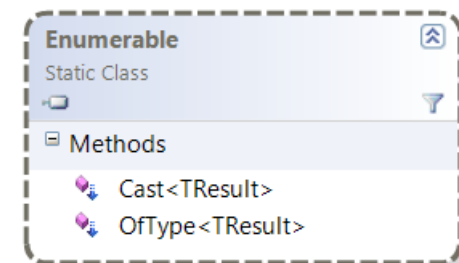 Enumerable
Static Class
Methods
Cast<TResult>
OfType<TResult>